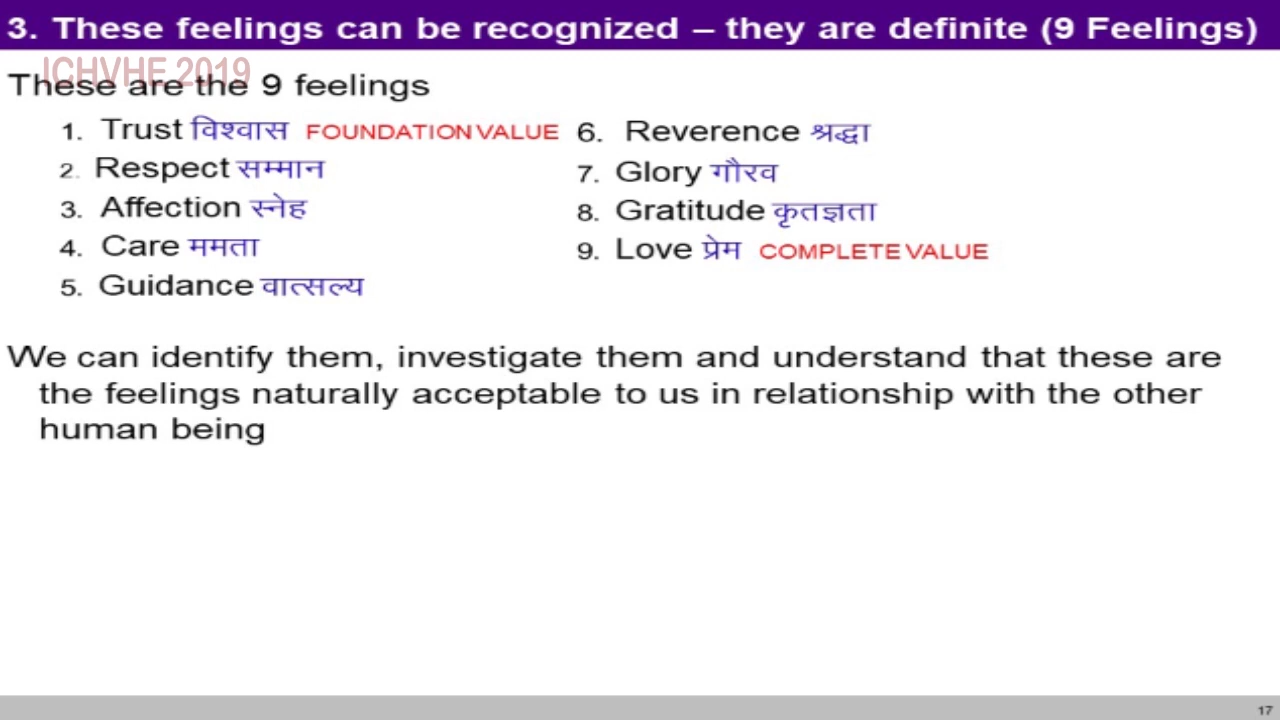 3. These feelings can be recognized – they are definite (9 Feelings)
ICHVHE 2019
These are the 9 feelings
1. Trust विश्वास FOUNDATION VALUE
2. Respect सम्मान
3. Affection स्नेह
4. Care ममता
5. Guidance वात्सल्य
6. Reverence श्रद्धा
7. Glory गौरव
8. Gratitude कृतज्ञता
9. Love प्रेम COMPLETE VALUE
We can identify them, investigate them and understand that these are
the feelings naturally acceptable to us in relationship with the other
human being
17